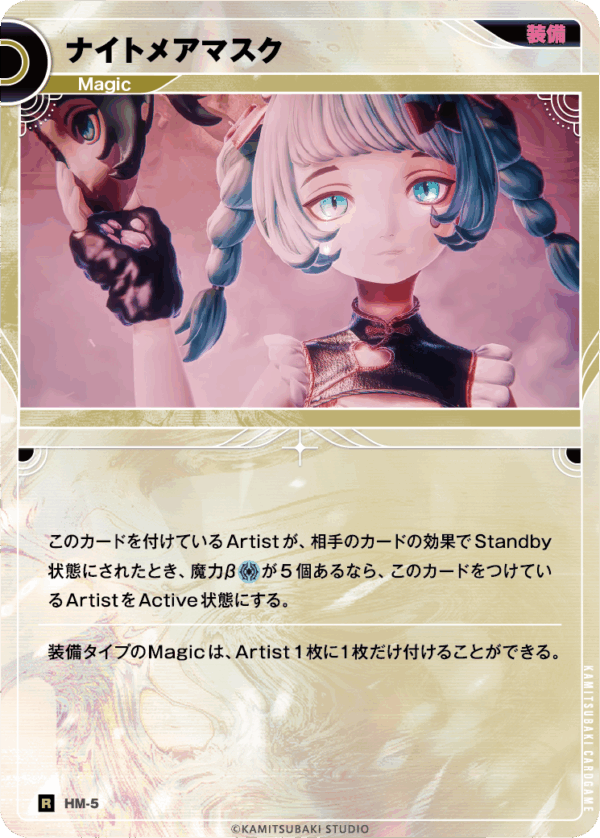 ナイトメアマスク
装備
Magic
このカードを付けているArtistが、相手のカードの効果でStandby
状態にされたとき、魔力βが5個あるなら、このカードをつけてい
るArtistをActive状態にする。
装備タイプのMagicは、Artist1枚に1枚だけ付けることができる。
KAMITSUBAKI CARDGAME
R HM-5
©KAMITSUBAKI STUDIO